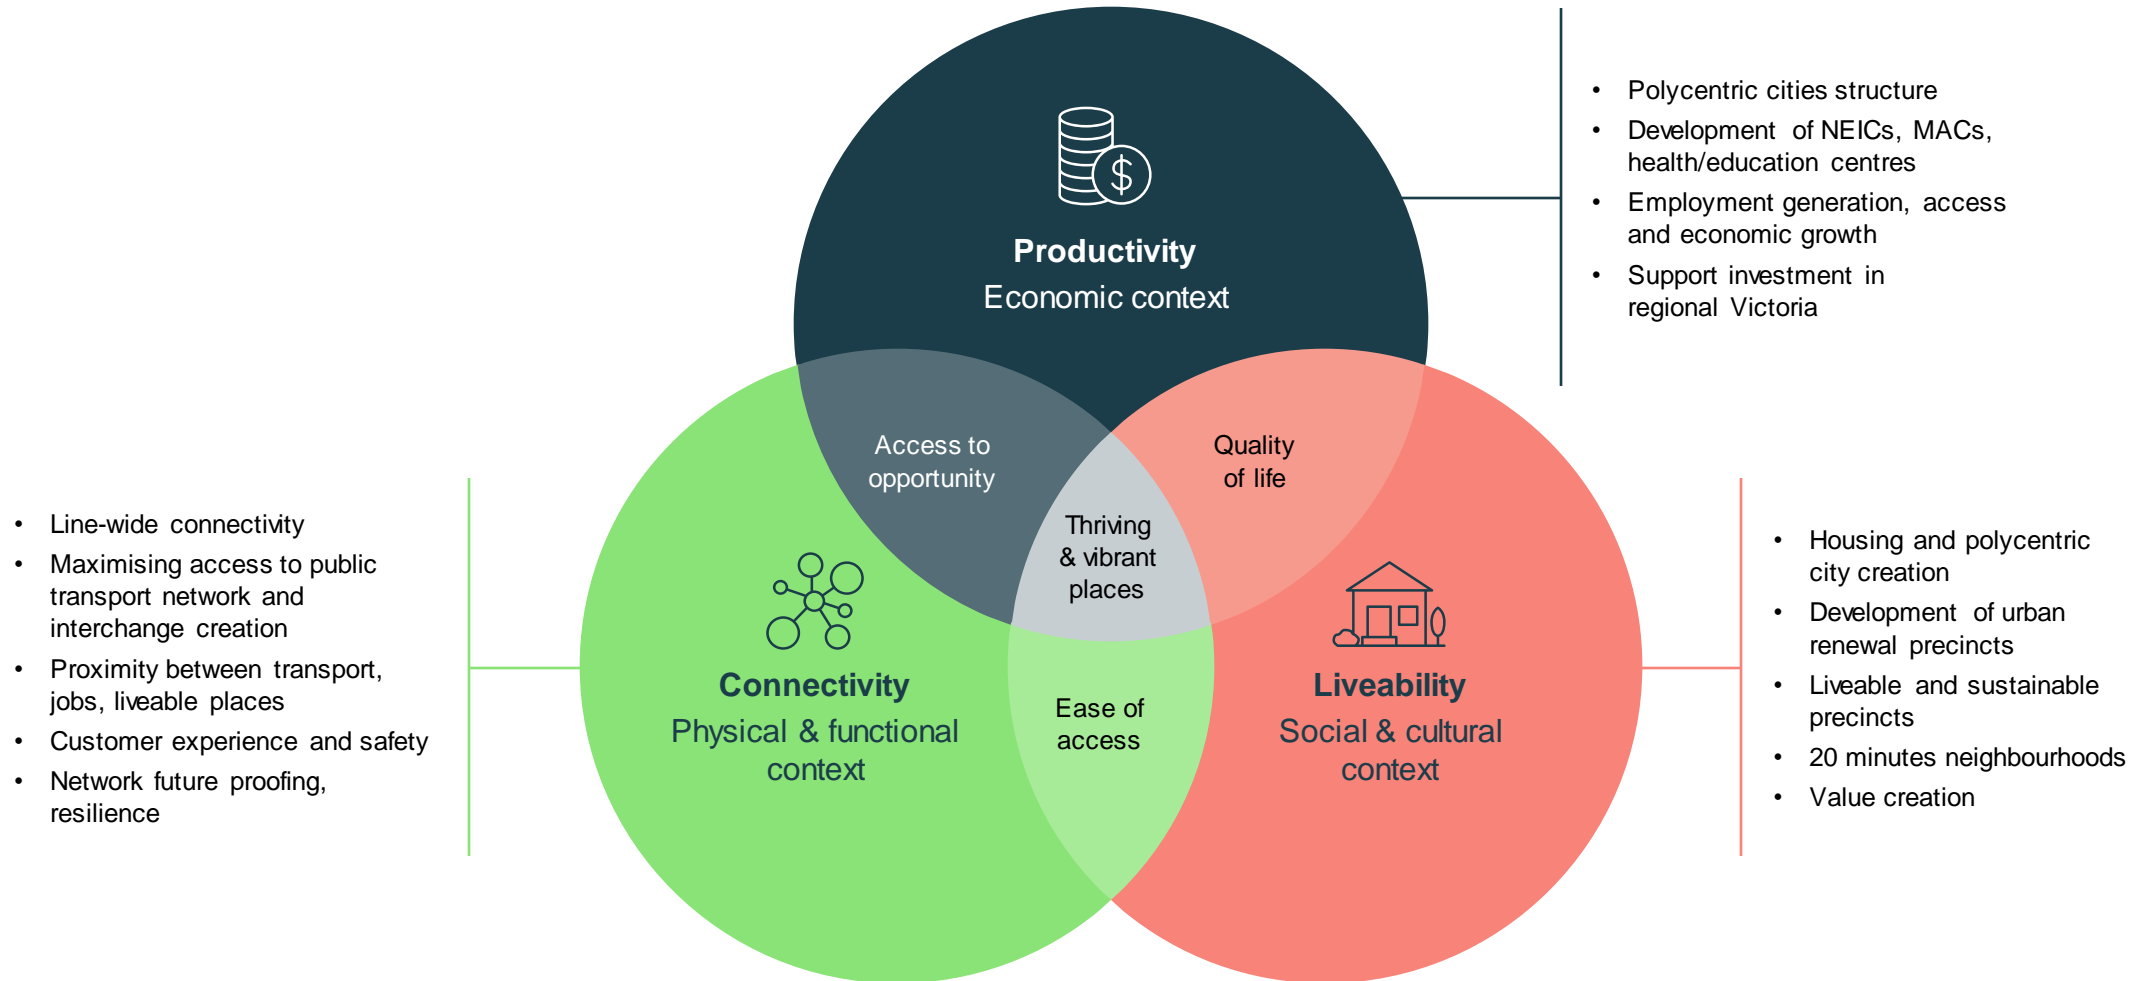 Productivity
Economic context
• Polycentric cities structure
• Development of NEICs, MACs,
health/education centres
• Employment generation, access
and economic growth
• Support investment in
regional Victoria
Access to
opportunity
Quality
of life
Thriving
& vibrant
places
• Line-wide connectivity
• Maximising access to public
transport network and
interchange creation
• Proximity between transport,
jobs, liveable places
• Customer experience and safety
• Network future proofing,
resilience
Connectivity
Physical & functional
context
Ease of
access
Liveability
Social & cultural
context
• Housing and polycentric
city creation
• Development of urban
renewal precincts
• Liveable and sustainable
precincts
• 20 minutes neighbourhoods
• Value creation
$